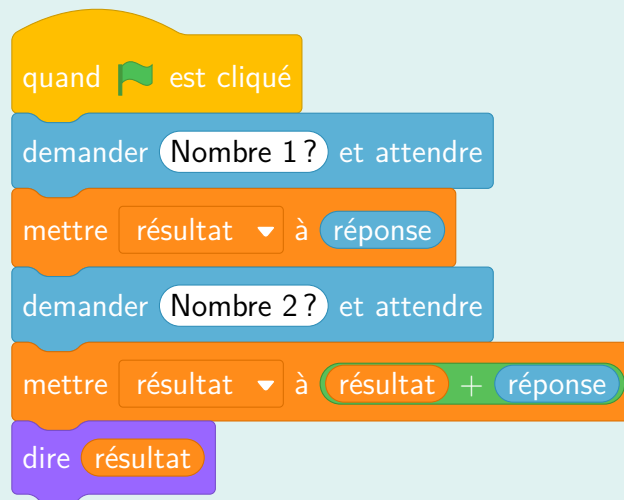 quand est cliqué
demander Nombre 1 ? et attendre
mettre résultat à réponse
demander Nombre 2 ? et attendre
mettre résultat à résultat + réponse
dire résultat